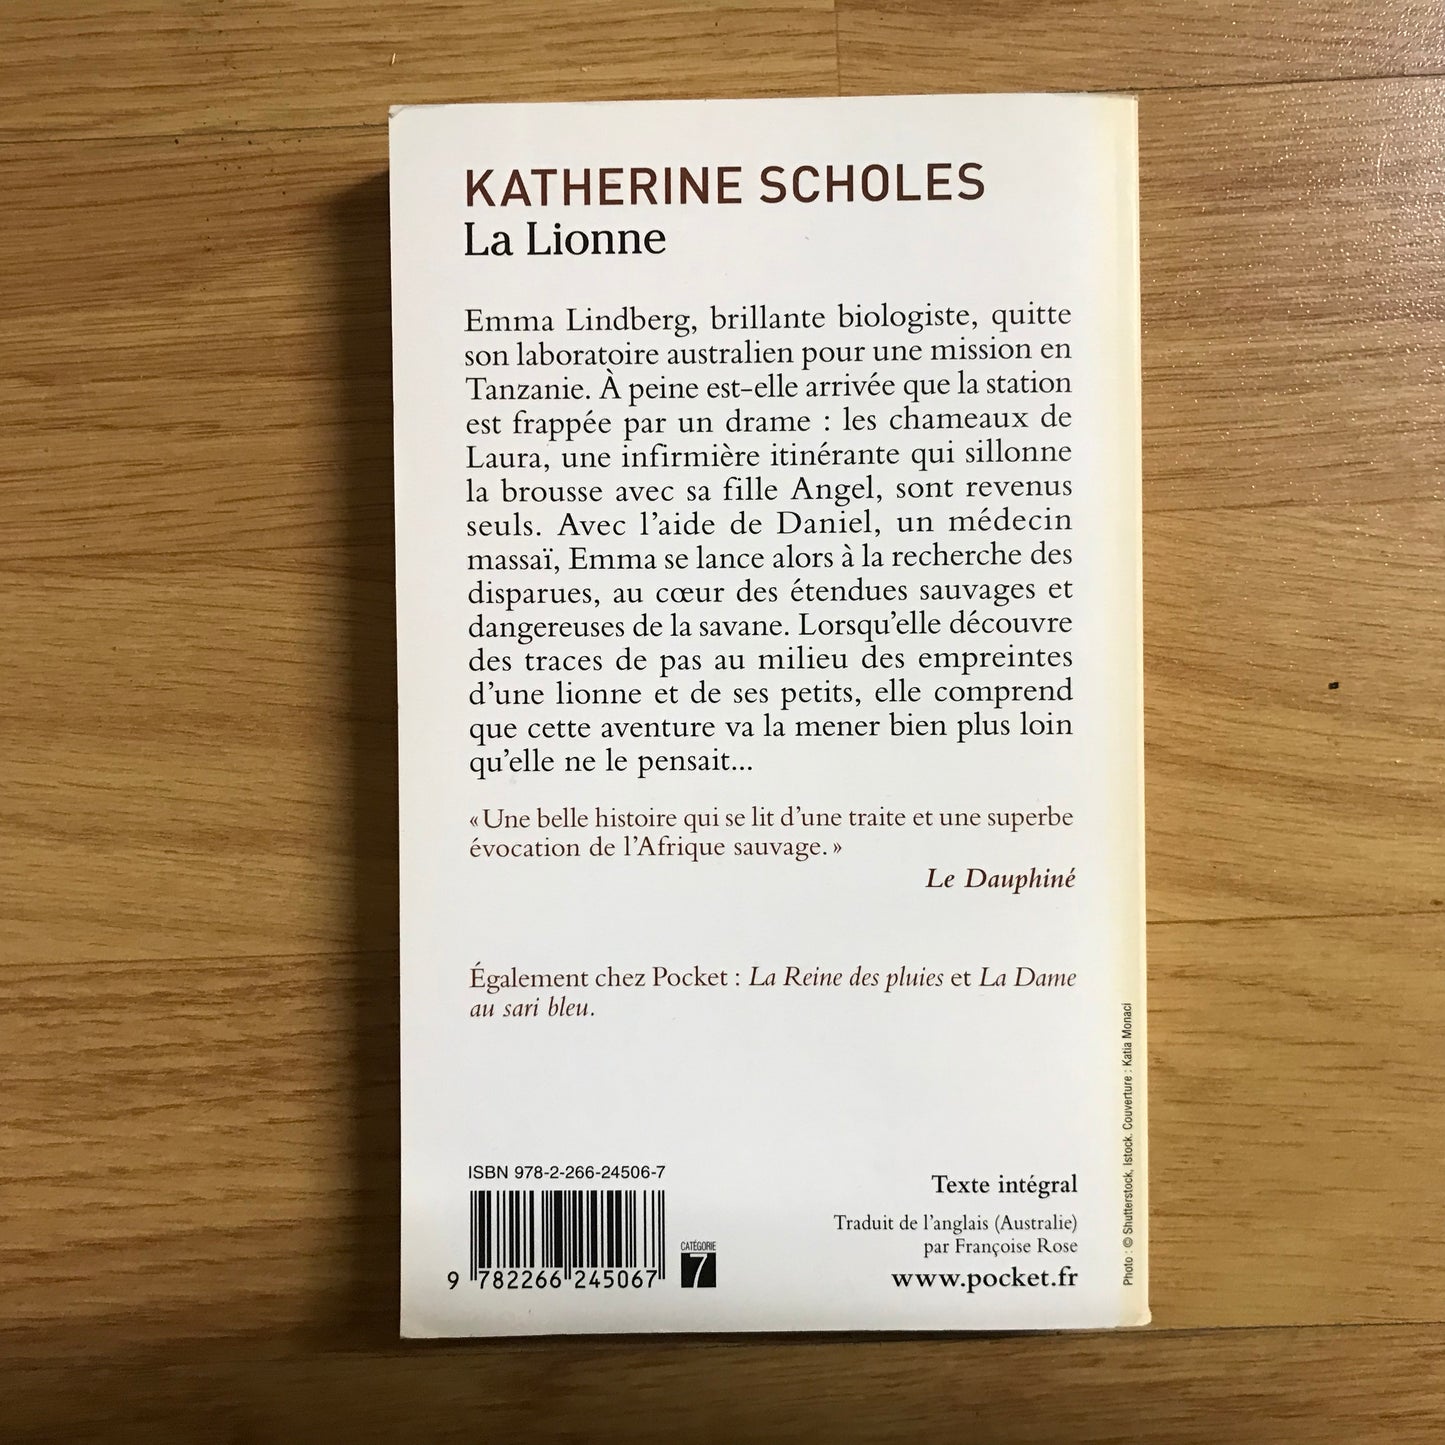 KATHERINE SCHOLES
La Lionne
Emma Lindberg, brillante biologiste, quitte
son laboratoire australien pour une mission en
Tanzanie. À peine est-elle arrivée que la station
est frappée par un drame : les chameaux de
Laura, une infirmière itinérante qui sillonne
la brousse avec sa fille Angel, sont revenus
seuls. Avec l'aide de Daniel, un médecin
massaï, Emma se lance alors à la recherche des
disparues, au cœur des étendues sauvages et
dangereuses de la savane. Lorsqu'elle découvre
des traces de pas au milieu des empreintes
d'une lionne et de ses petits, elle comprend
que cette aventure va la mener bien plus loin
qu'elle ne le pensait...
« Une belle histoire qui se lit d'une traite et une superbe
évocation de l'Afrique sauvage. »
Le Dauphiné
Également chez Pocket : La Reine des pluies et La Dame
au sari bleu.
ISBN 978-2-266-24506-7
9 782266 245067
CATÉGORIE
7
Texte intégral
Traduit de l'anglais (Australie)
par Françoise Rose
www.pocket.fr
Photo : © Shutterstock, Istock. Couverture : Katia Monaci